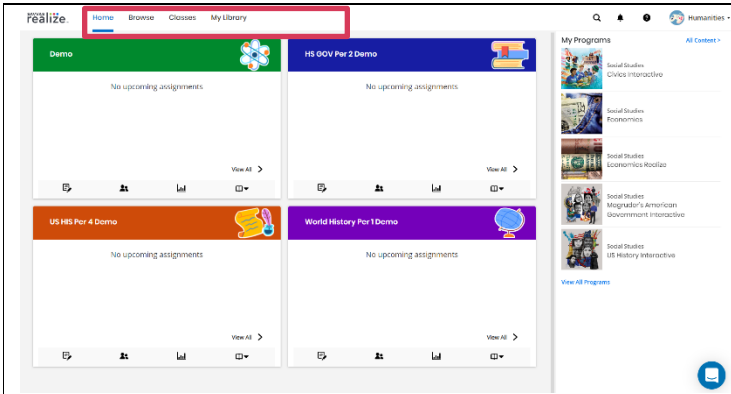 SAVVAS
realize.
Home Browse Classes My Library
Humanities
Demo
No upcoming assignments
View All
HS GOV Per 2 Demo
No upcoming assignments
View All
US HIS Per 4 Demo
No upcoming assignments
View All
World History Per 1 Demo
No upcoming assignments
View All
My Programs
All Content >
Social Studies
Civics Interactive
Social Studies
Economics
Social Studies
Economics Realize
Social Studies
Magruder's American
Government Interactive
Social Studies
US History Interactive
View All Programs